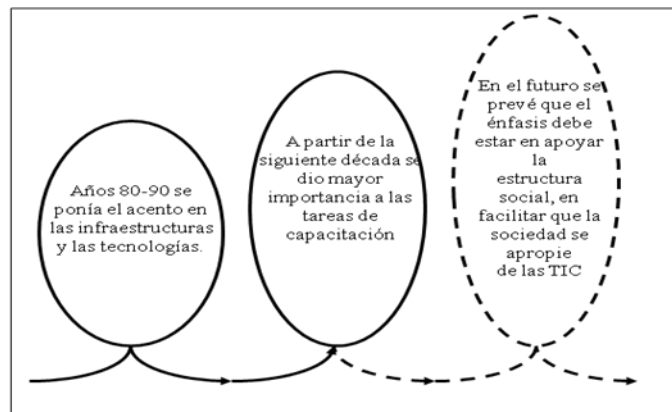 Años 80-90 se
ponía el acento en
las infraestructuras
y las tecnologías.
A partir de la
siguiente década se
dio mayor
importancia a las
tareas de
capacitación
En el futuro se
prevé que el
énfasis debe
estar en apoyar
la
estructura
social, en
facilitar que la
sociedad se
apropie
de las TIC